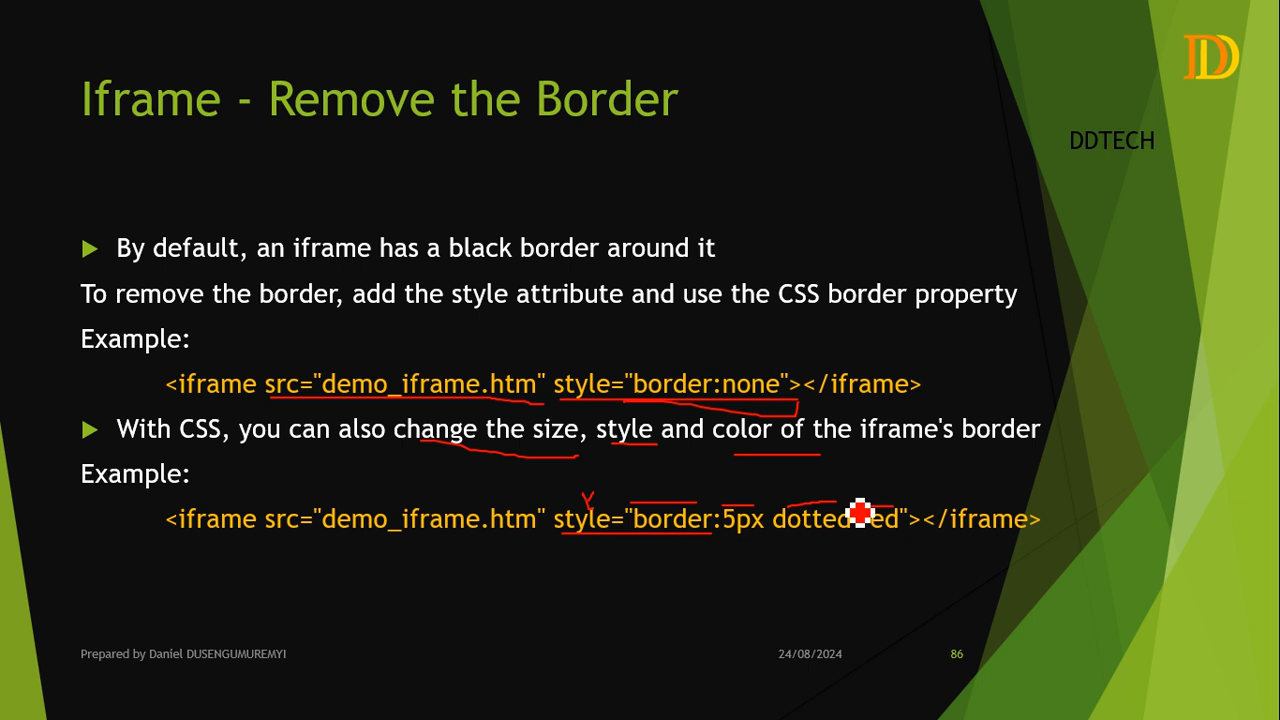 DD
Iframe - Remove the Border
DDTECH
By default, an iframe has a black border around it
To remove the border, add the style attribute and use the CSS border property
Example:
<iframe src="demo_iframe.htm" style="border:none"></iframe>
With CSS, you can also change the size, style and color of the iframe's border
Example:
<iframe src="demo_iframe.htm" style="border:5px dotted ed"></iframe>
Prepared by Daniel DUSENGUMUREMYI
24/08/2024
86